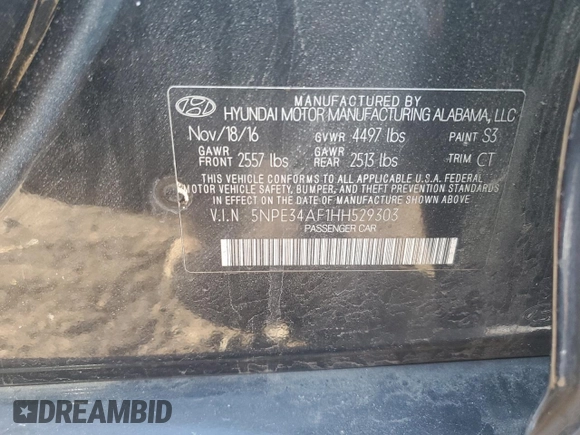 MANUFACTURED BY
HYUNDAI MOTOR MANUFACTURING ALABAMA, LLC
Nov/18/16 GVWR 4497 lbs PAINT S3
GAWR FRONT 2557 lbs GAWR REAR 2513 lbs TRIM CT
THIS VEHICLE CONFORMS TO ALL APPLICABLE U.S.A. FEDERAL
MOTOR VEHICLE SAFETY, BUMPER, AND THEFT PREVENTION STANDARDS
IN EFFECT ON THE DATE OF MANUFACTURE SHOWN ABOVE.
V.I.N 5NPE34AF1HH529303
PASSENGER CAR
DREAMBID